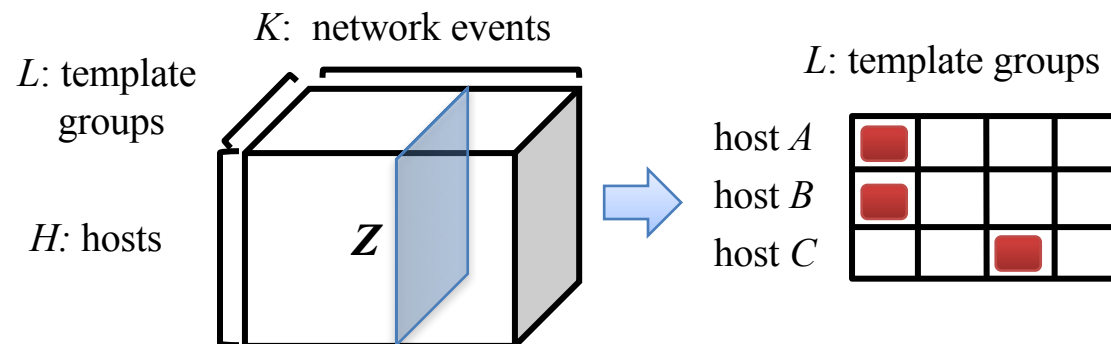 K: network events
L: template
groups
H: hosts
Z
L: template groups
host A
host B
host C